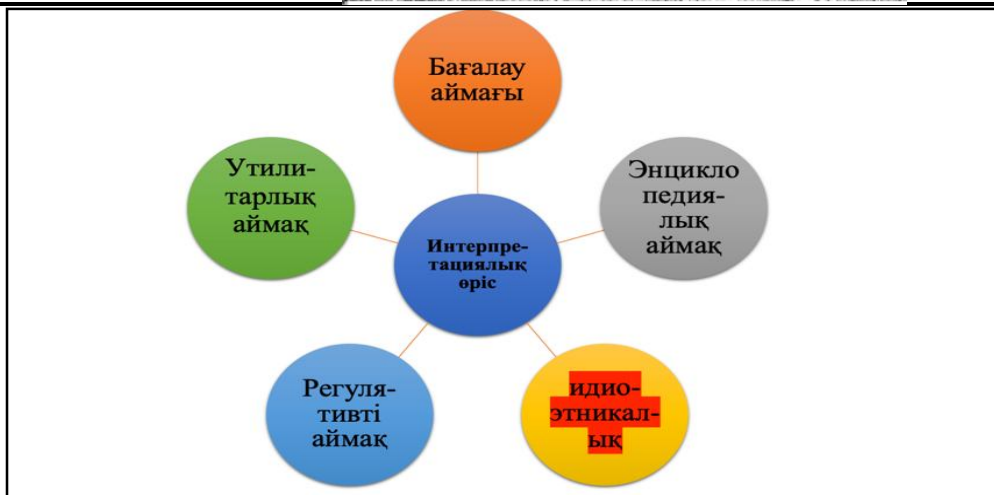 Бағалау
аймағы
Утили-
тарлық
аймақ
Энцикло
педия-
лық
аймақ
Интерпре-
тациялық
өріс
Регуля-
тивті
аймақ
идио-
этникал-
ық